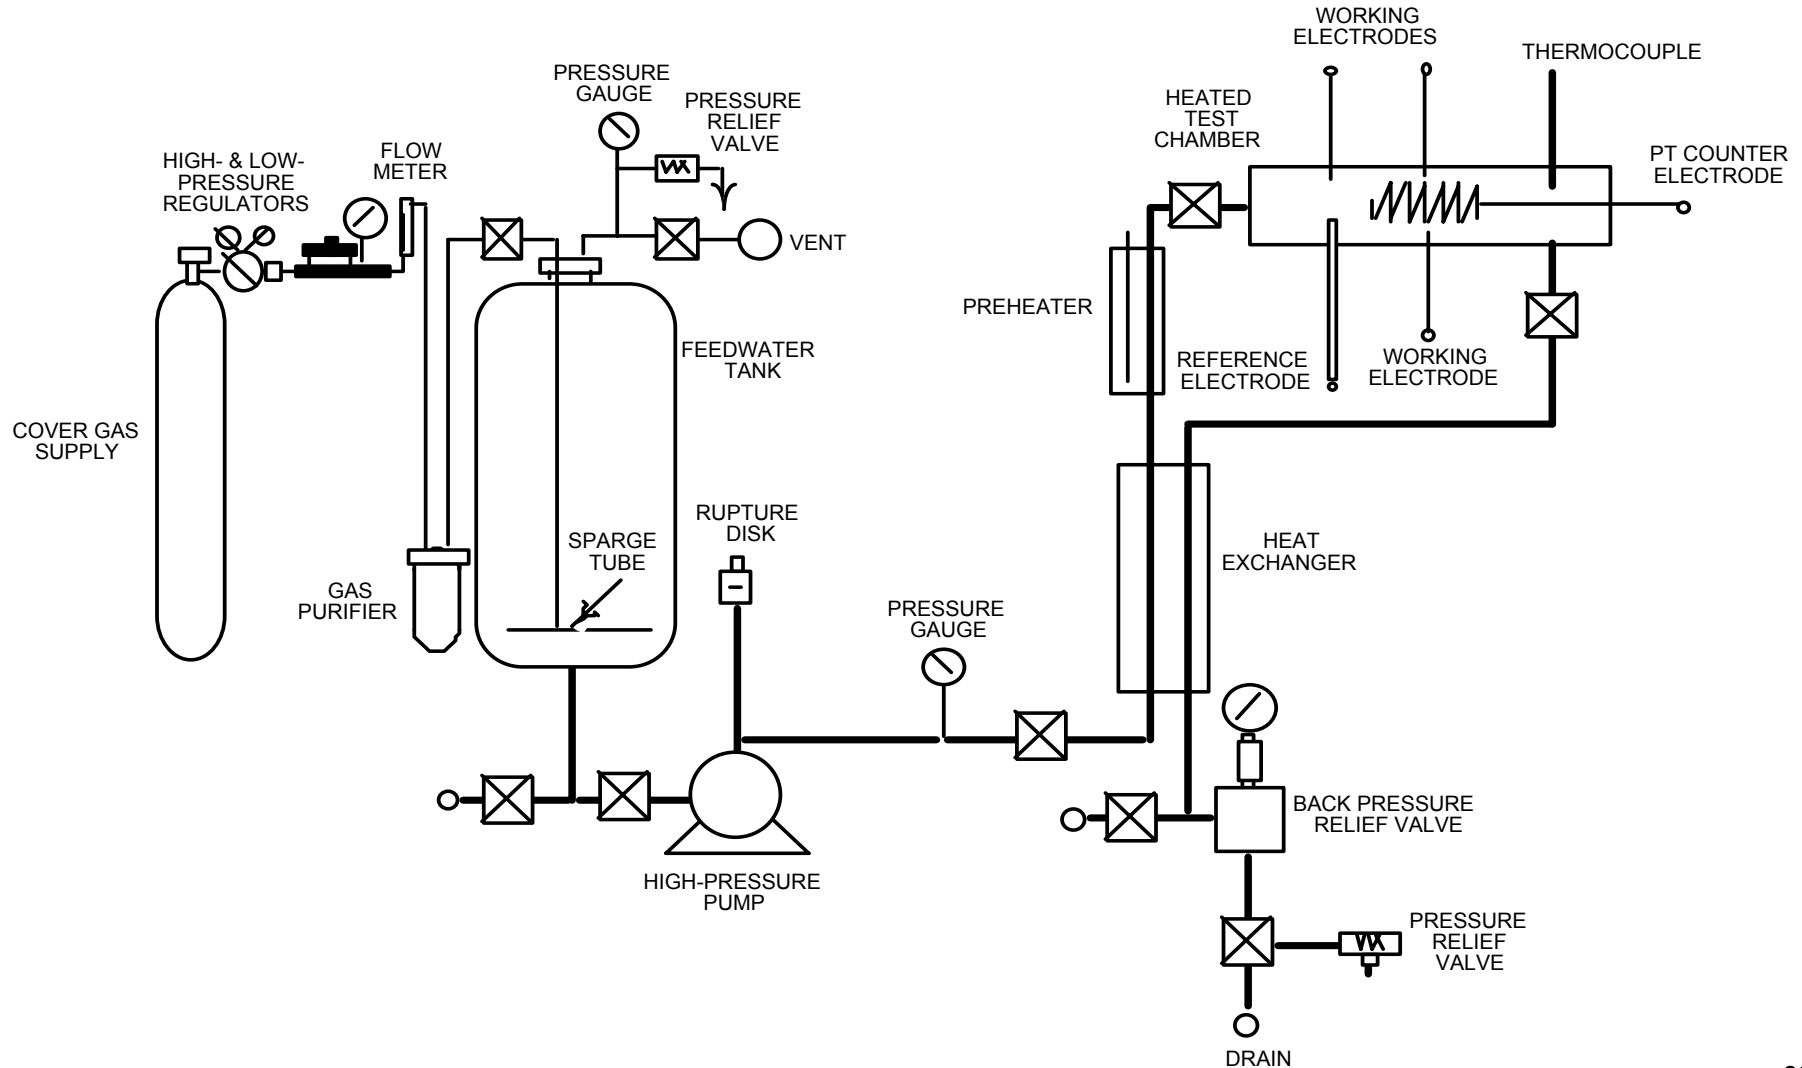 WORKING
ELECTRODES
THERMOCOUPLE
PRESSURE
GAUGE
PRESSURE
RELIEF
VALVE
HEATED
TEST
CHAMBER
FLOW
METER
HIGH- & LOW-
PRESSURE
REGULATORS
PT COUNTER
ELECTRODE
VENT
PREHEATER
FEEDWATER
TANK
REFERENCE
ELECTRODE
WORKING
ELECTRODE
COVER GAS
SUPPLY
RUPTURE
DISK
SPARGE
TUBE
HEAT
EXCHANGER
GAS
PURIFIER
PRESSURE
GAUGE
BACK PRESSURE
RELIEF VALVE
HIGH-PRESSURE
PUMP
PRESSURE
RELIEF
VALVE
DRAIN